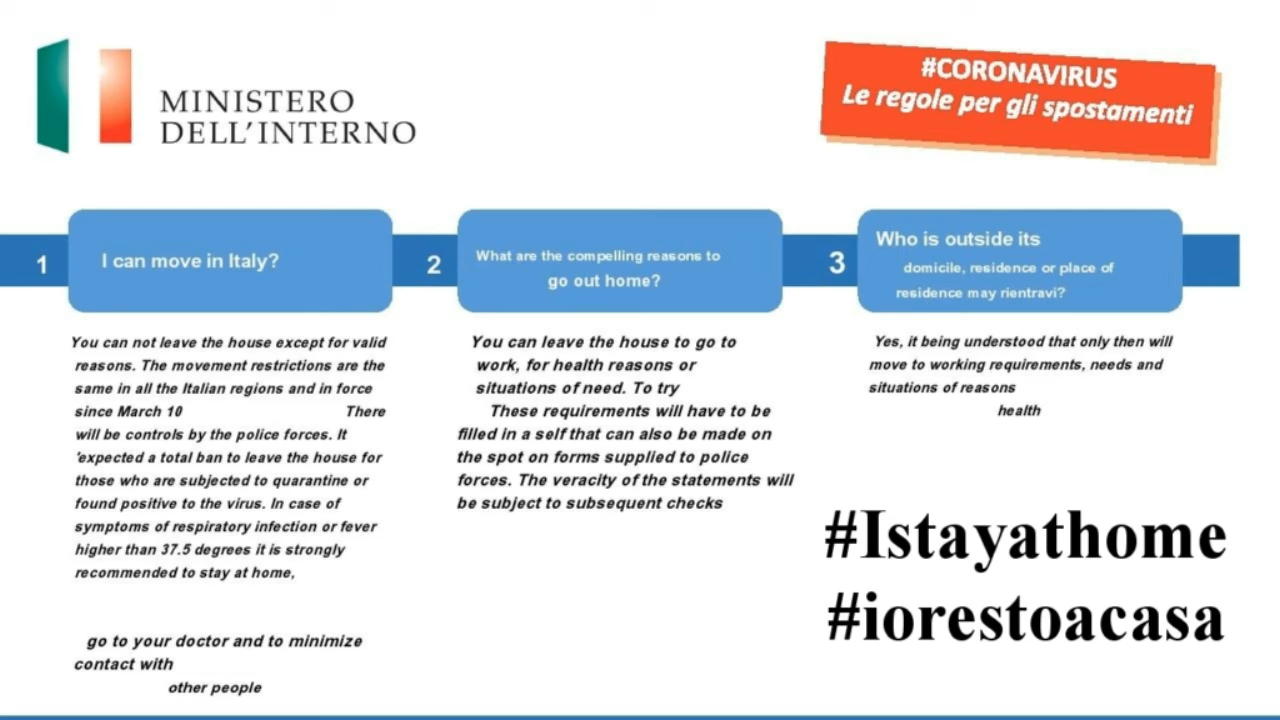 MINISTERO
DELL'INTERNO
#CORONAVIRUS
Le regole per gli spostamenti
1
I can move in Italy?
You can not leave the house except for valid
reasons. The movement restrictions are the
same in all the Italian regions and in force
since March 10 There
will be controls by the police forces. It
'expected a total ban to leave the house for
those who are subjected to quarantine or
found positive to the virus. In case of
symptoms of respiratory infection or fever
higher than 37.5 degrees it is strongly
recommended to stay at home,
go to your doctor and to minimize
contact with
other people
2
What are the compelling reasons to
go out home?
You can leave the house to go to
work, for health reasons or
situations of need. To try
These requirements will have to be
filled in a self that can also be made on
the spot on forms supplied to police
forces. The veracity of the statements will
be subject to subsequent checks
3
Who is outside its
domicile, residence or place of
residence may rientravi?
Yes, it being understood that only then will
move to working requirements, needs and
situations of reasons
health
#Istayathome
#iorestoacasa